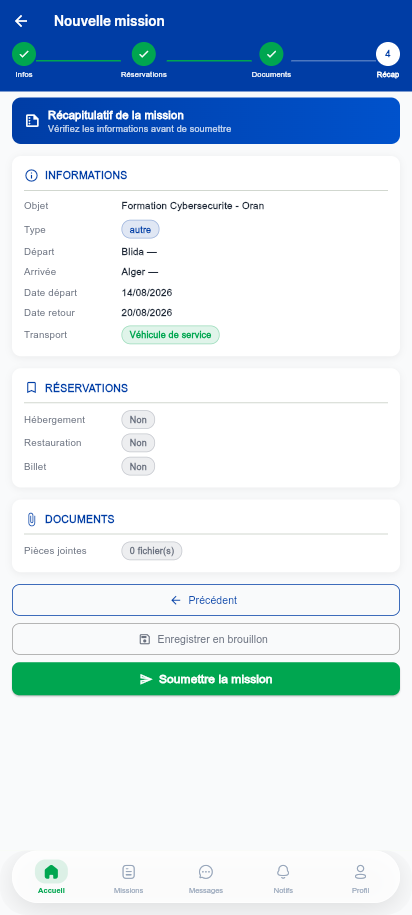 Nouvelle mission
4
Infos Réservations Documents Récap
Récapitulatif de la mission
Vérifiez les informations avant de soumettre
INFORMATIONS
Objet Formation Cybersecurite - Oran
Type autre
Départ Blida —
Arrivée Alger —
Date départ 14/08/2026
Date retour 20/08/2026
Transport Véhicule de service
RÉSERVATIONS
Hébergement Non
Restauration Non
Billet Non
DOCUMENTS
Pièces jointes 0 fichier(s)
Précédent
Enregistrer en brouillon
Soumettre la mission
Accueil Missions Messages Notifs Profil